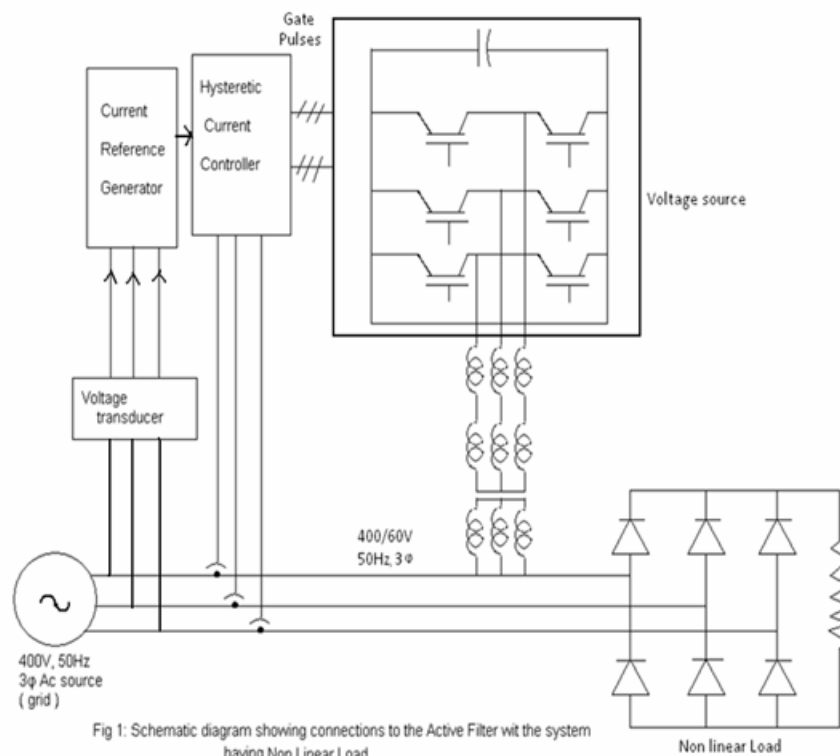 Gate
Pulses
Hysteretic
Current
Controller
Current
Reference
Generator
Voltage source
Voltage
transducer
400/60V
50Hz, 3Φ
400V, 50Hz
3φ Ac source
( grid )
Fig 1: Schematic diagram showing connections to the Active Filter wit the system
having Non Linear Load
Non linear Load